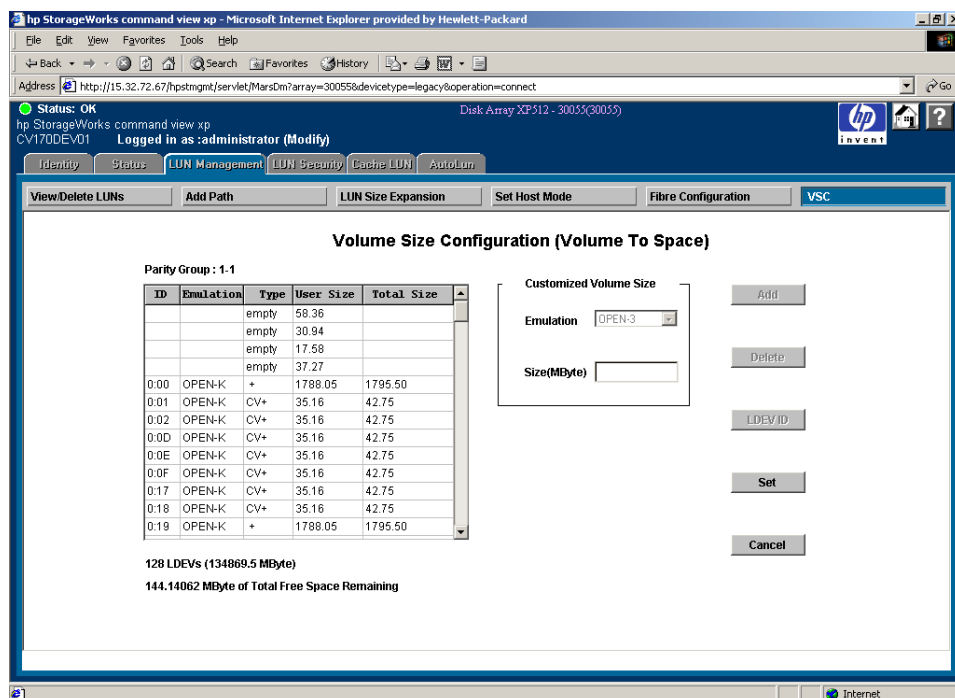 hp StorageWorks command view xp - Microsoft Internet Explorer provided by Hewlett-Packard
File Edit View Favorites Tools Help
Back Search Favorites History
Address http://15.32.72.67/hpstmgmt/servlet/MarsDm?array=30055&devicetype=legacy&operation=connect Go
Status: OK Disk Array XP512 - 30055(30055)
hp StorageWorks command view xp
CV170DEV01 Logged in as :administrator (Modify)
hp
invent
?
Identity Status LUN Management LUN Security Cache LUN AutoLun
View/Delete LUNs Add Path LUN Size Expansion Set Host Mode Fibre Configuration VSC
Volume Size Configuration (Volume To Space)
Parity Group : 1-1
ID Emulation Type User Size Total Size
empty 58.36
empty 30.94
empty 17.58
empty 37.27
0:00 OPEN-K + 1788.05 1795.50
0:01 OPEN-K CV+ 35.16 42.75
0:02 OPEN-K CV+ 35.16 42.75
0:0D OPEN-K CV+ 35.16 42.75
0:0E OPEN-K CV+ 35.16 42.75
0:0F OPEN-K CV+ 35.16 42.75
0:17 OPEN-K CV+ 35.16 42.75
0:18 OPEN-K CV+ 35.16 42.75
0:19 OPEN-K + 1788.05 1795.50
Customized Volume Size
Emulation OPEN-3
Size(MByte)
Add
Delete
LDEV ID
Set
Cancel
128 LDEVs (134869.5 MByte)
144.14062 MByte of Total Free Space Remaining
Internet